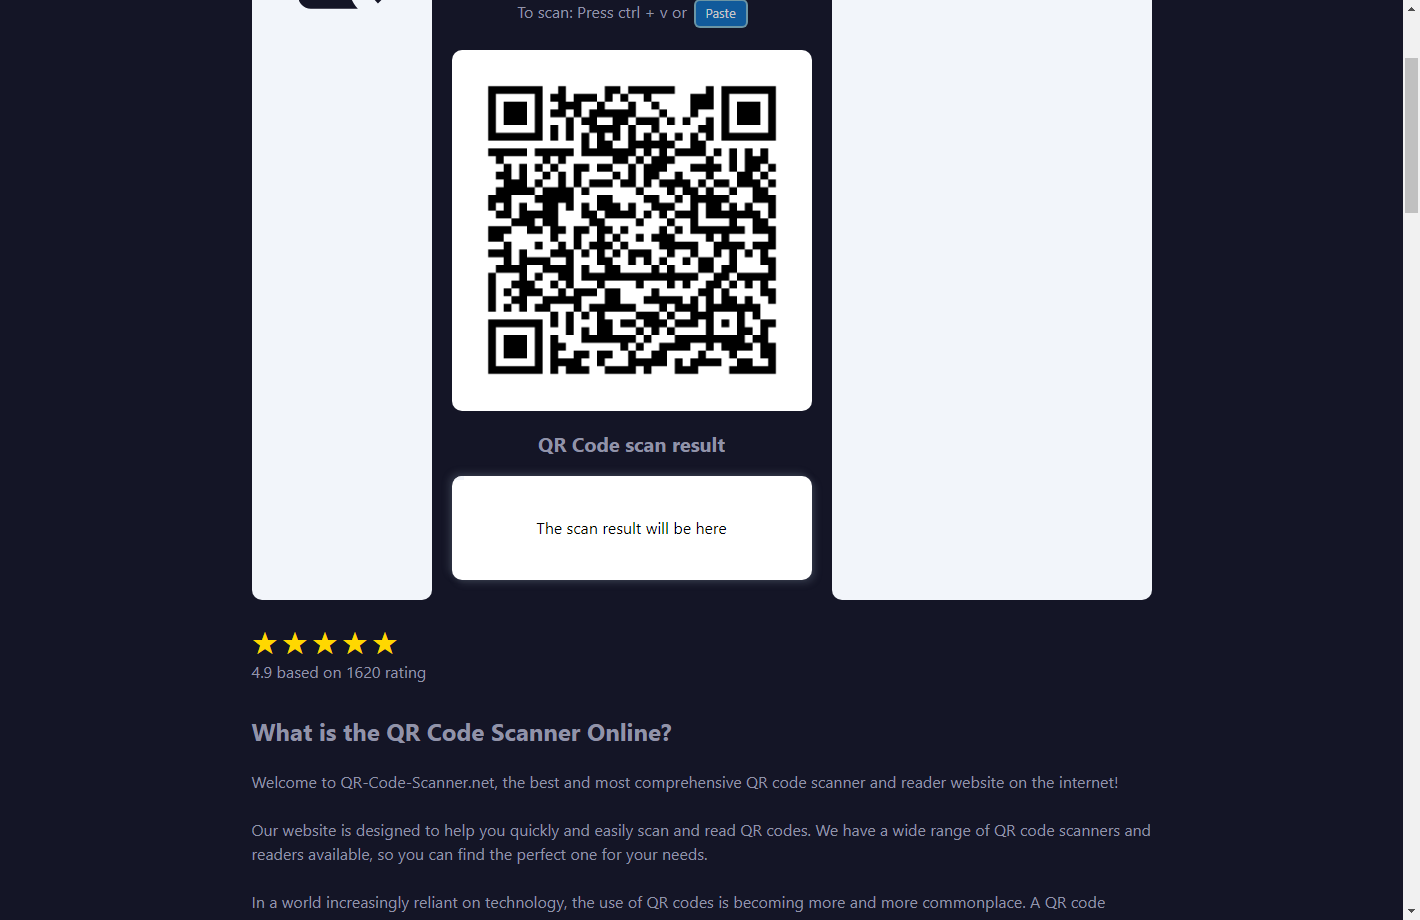 To scan: Press ctrl + v or Paste
QR Code scan result
The scan result will be here
4.9 based on 1620 rating
What is the QR Code Scanner Online?
Welcome to QR-Code-Scanner.net, the best and most comprehensive QR code scanner and reader website on the internet!
Our website is designed to help you quickly and easily scan and read QR codes. We have a wide range of QR code scanners and
readers available, so you can find the perfect one for your needs.
In a world increasingly reliant on technology, the use of QR codes is becoming more and more commonplace. A QR code